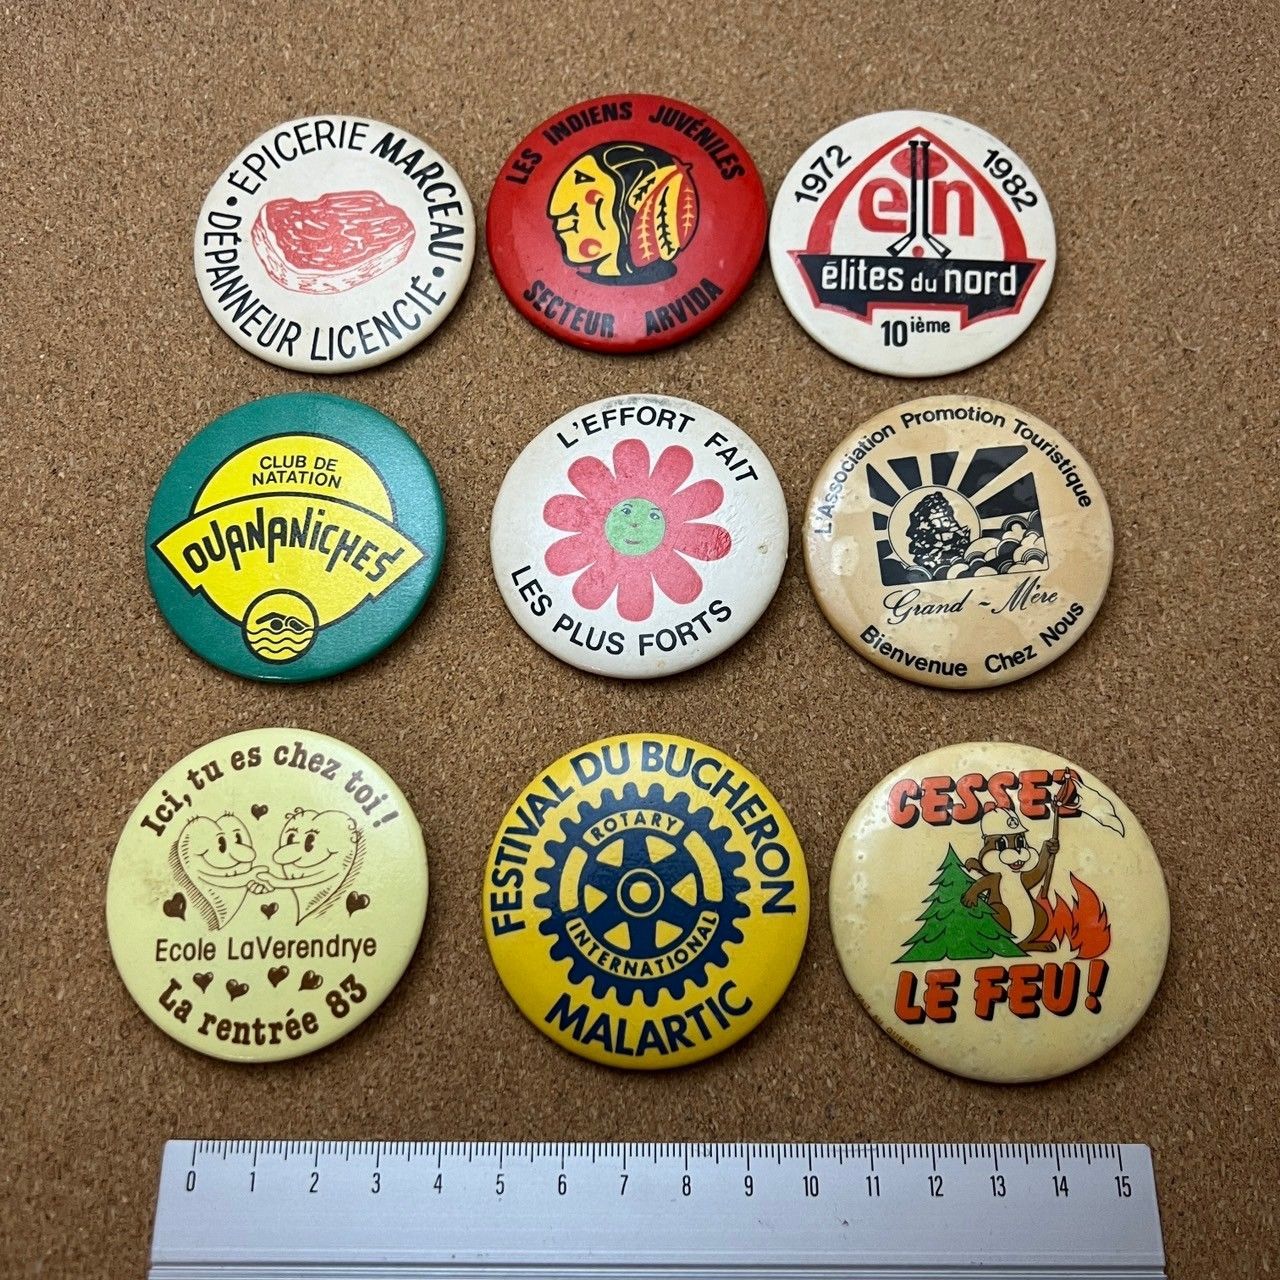 ÉPICERIE MARCEAU
• DÉPANNEUR LICENCIÉ •
LES INDIENS JUVÉNILES
SECTEUR ARVIDA
1972
1982
ein
élites du nord
10ième
CLUB DE
NATATION
OUANANICHES
L'EFFORT FAIT
LES PLUS FORTS
L'Association Promotion Touristique
Grand - Mère
Bienvenue Chez Nous
Ici, tu es chez toi!
Ecole LaVerendrye
La rentrée 83
FESTIVAL DU BUCHERON
ROTARY
INTERNATIONAL
MALARTIC
CESSEZ
LE FEU!
QUEBEC
0 1 2 3 4 5 6 7 8 9 10 11 12 13 14 15